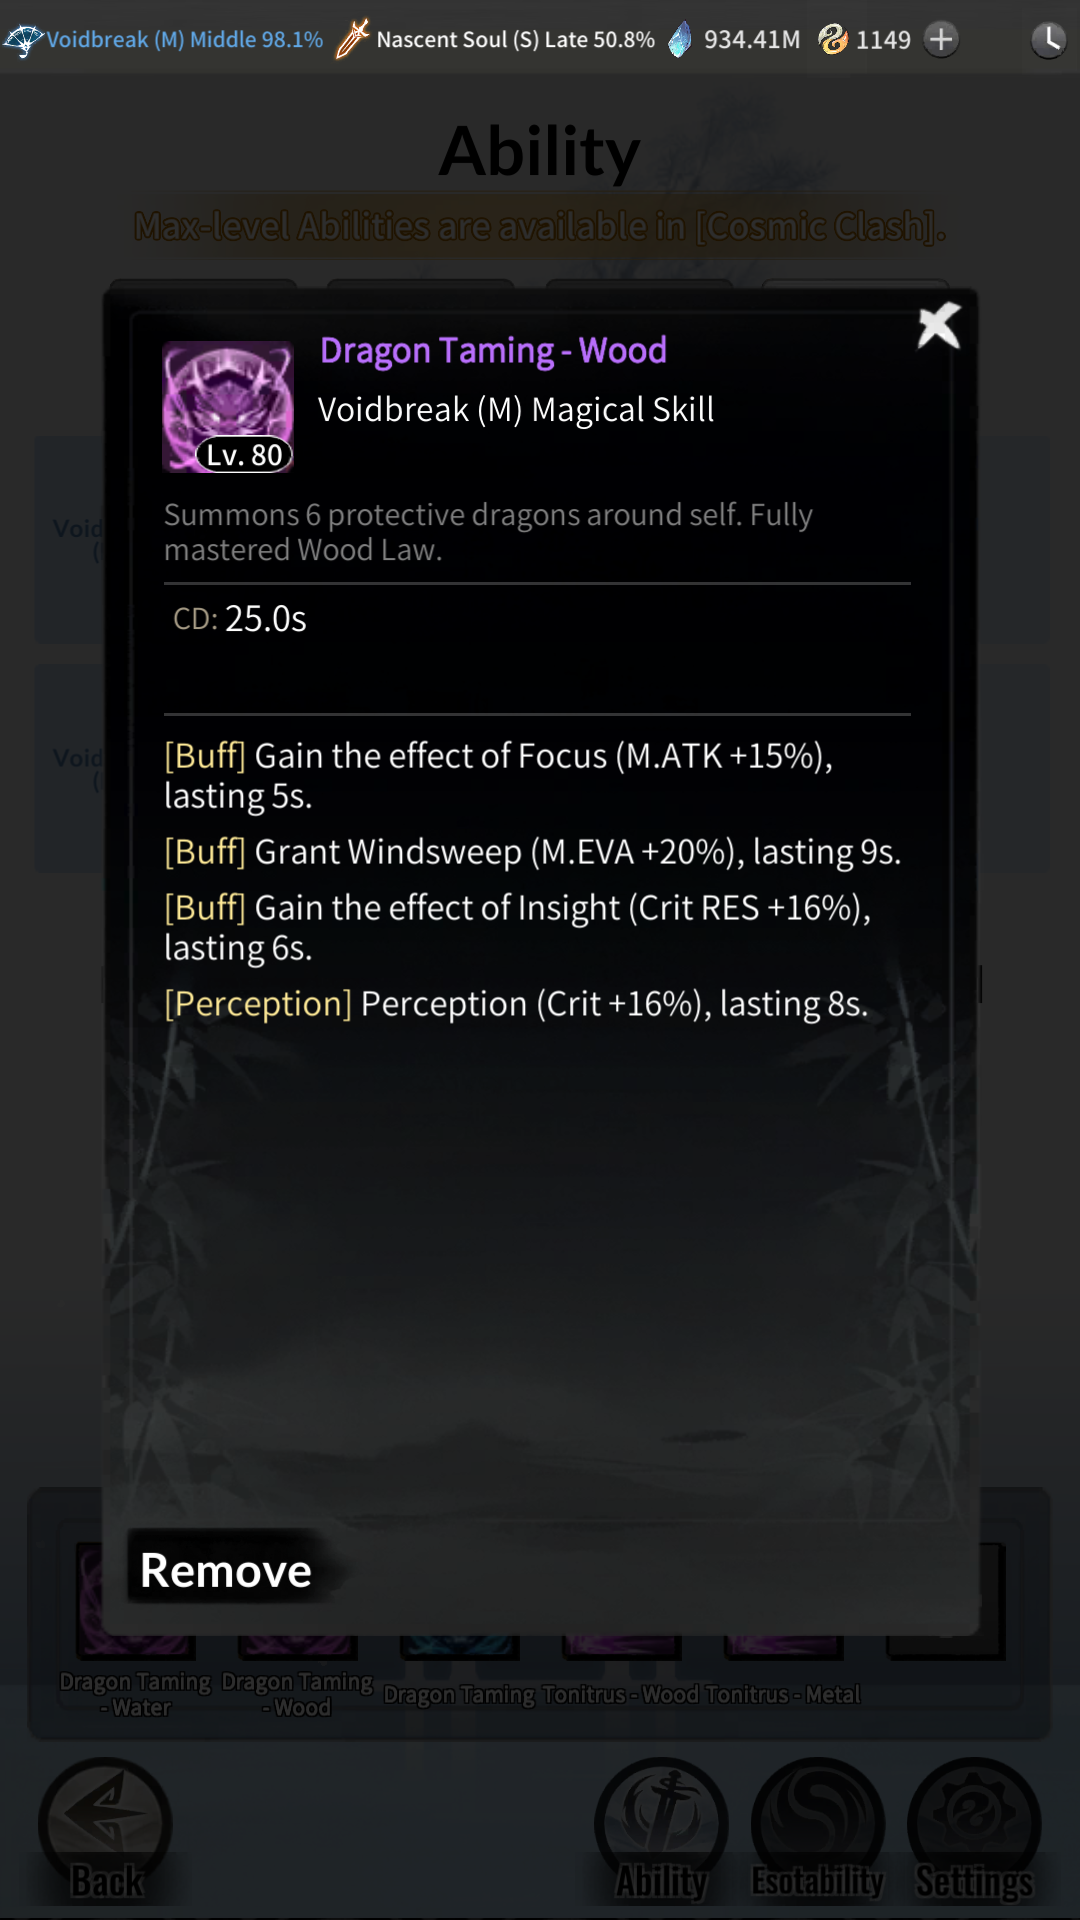 Voidbreak (M) Middle 98.1% Nascent Soul (S) Late 50.8% 934.41M 1149
Ability
Max-level Abilities are available in [Cosmic Clash].
Dragon Taming - Wood
Voidbreak (M) Magical Skill
Lv. 80
Summons 6 protective dragons around self. Fully
mastered Wood Law.
CD: 25.0s
[Buff] Gain the effect of Focus (M.ATK +15%),
lasting 5s.
[Buff] Grant Windsweep (M.EVA +20%), lasting 9s.
[Buff] Gain the effect of Insight (Crit RES +16%),
lasting 6s.
[Perception] Perception (Crit +16%), lasting 8s.
Remove
Dragon Taming
- Water
Dragon Taming
- Wood
Dragon Taming
Tonitrus - Wood
Tonitrus - Metal
Back
Ability
Esotability
Settings